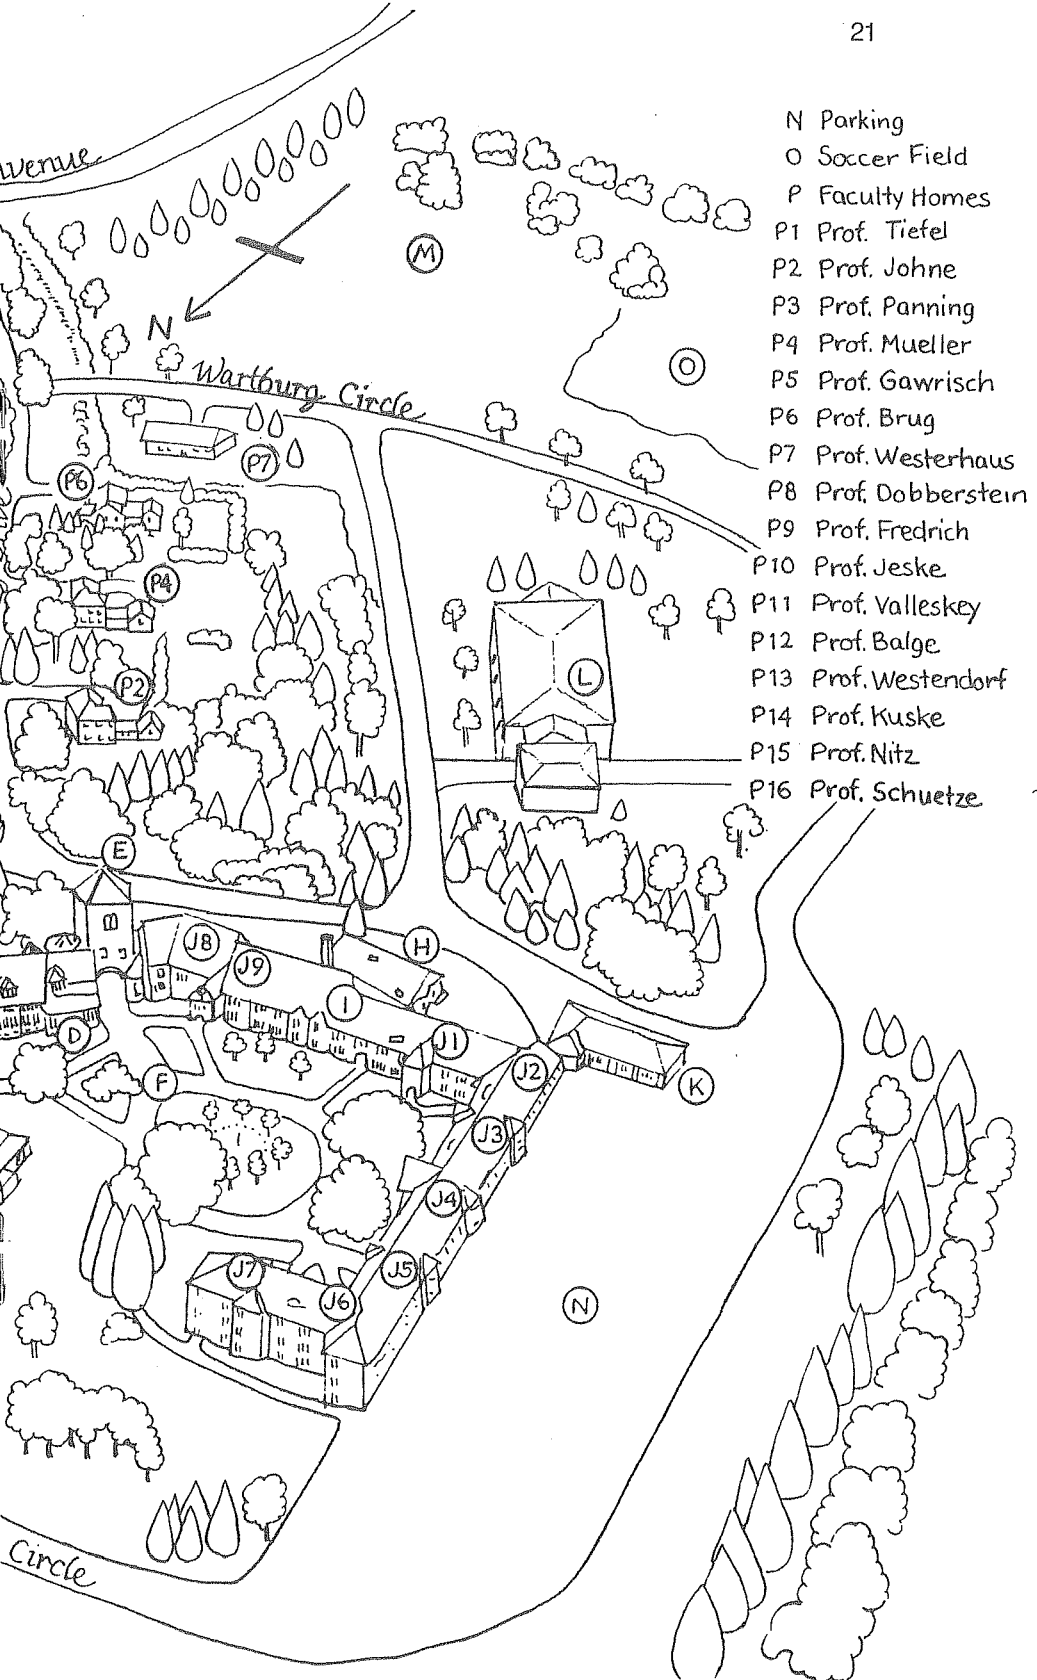 21
N Parking
O Soccer Field
P Faculty Homes
P1 Prof. Tiefel
P2 Prof. Johne
P3 Prof. Panning
P4 Prof. Mueller
P5 Prof. Gawrisch
P6 Prof. Brug
P7 Prof. Westerhaus
P8 Prof. Dobberstein
P9 Prof. Fredrich
P10 Prof. Jeske
P11 Prof. Valleskey
P12 Prof. Balge
P13 Prof. Westendorf
P14 Prof. Kuske
P15 Prof. Nitz
P16 Prof. Schuetze
venue
M
N
O
Wartburg Circle
P7
P6
P4
L
P2
E
J8
H
J9
I
D
J1
J2
F
K
J3
J4
J7
J5
J6
N
Circle